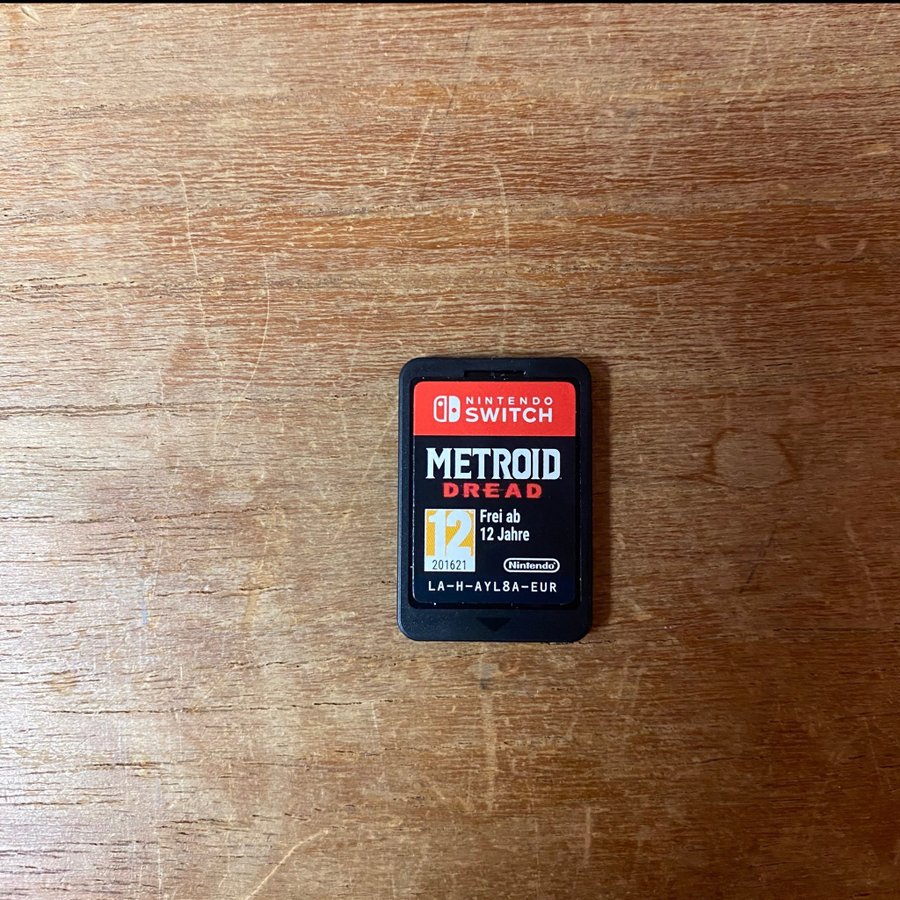 NINTENDO
SWITCH
METROID
DREAD
12
201621
Frei ab
12 Jahre
Nintendo
LA-H-AYL8A-EUR